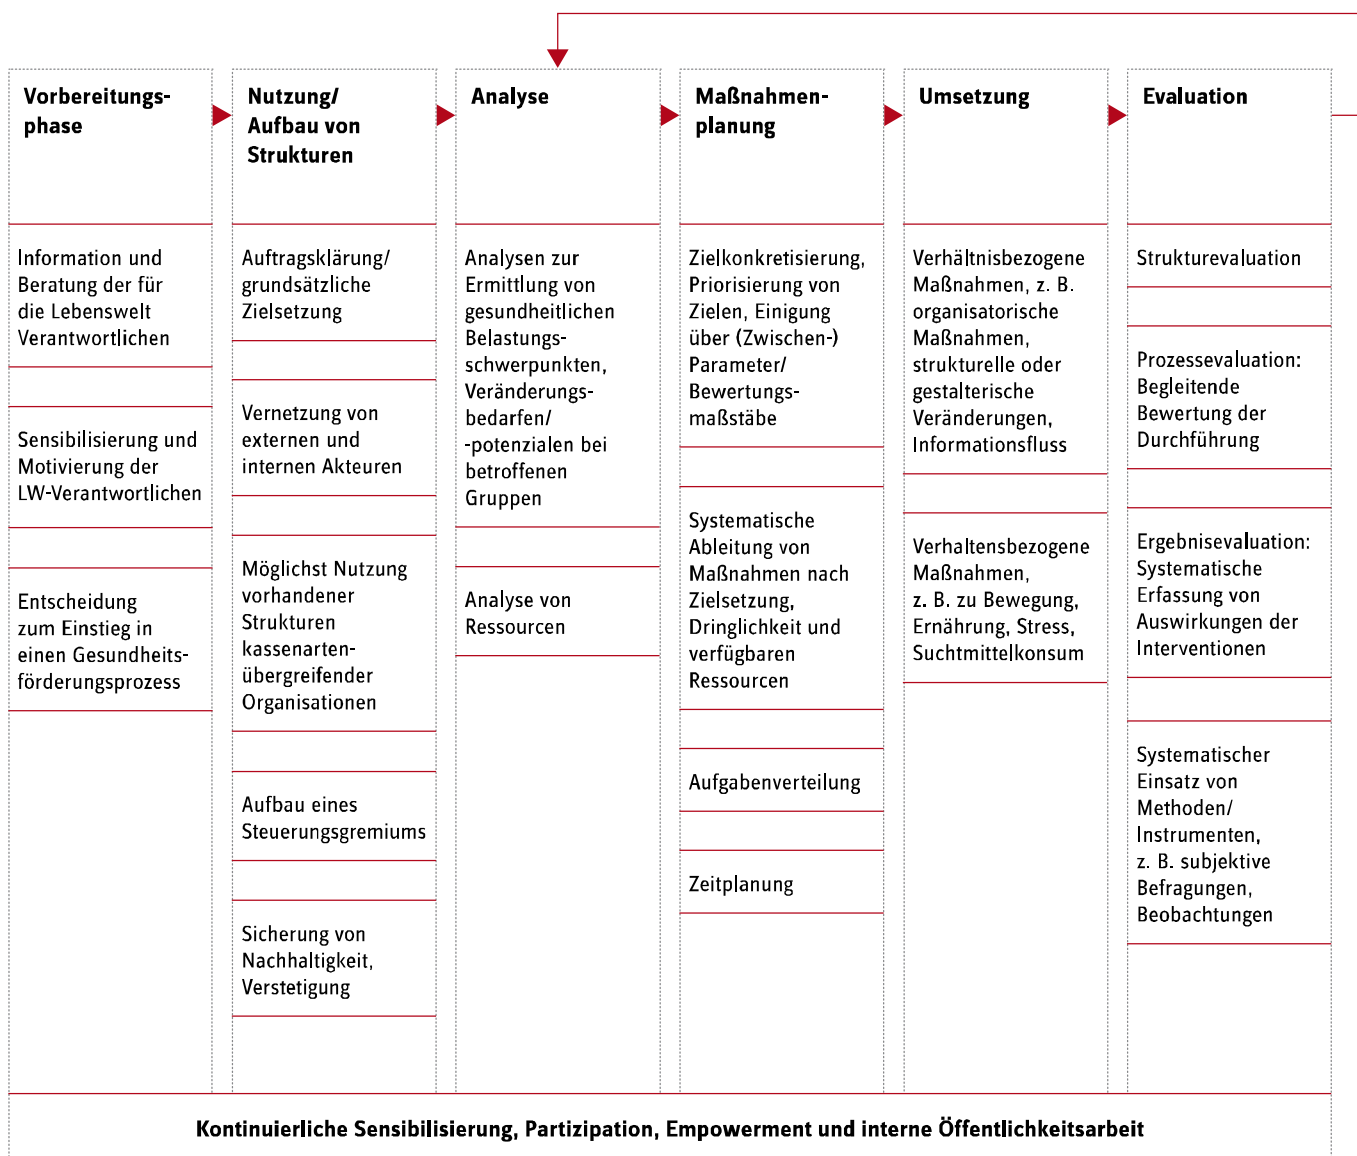 Vorbereitungs-
phase
Information und
Beratung der für
die Lebenswelt
Verantwortlichen
Sensibilisierung und
Motivierung der
LW-Verantwortlichen
Entscheidung
zum Einstieg in
einen Gesundheits-
förderungsprozess
Nutzung/
Aufbau von
Strukturen
Auftragsklärung/
grundsätzliche
Zielsetzung
Vernetzung von
externen und
internen Akteuren
Möglichst Nutzung
vorhandener
Strukturen
kassenarten-
übergreifender
Organisationen
Aufbau eines
Steuerungsgremiums
Sicherung von
Nachhaltigkeit,
Verstetigung
Analyse
Analysen zur
Ermittlung von
gesundheitlichen
Belastungs-
schwerpunkten,
Veränderungs-
bedarfen/
-potenzialen bei
betroffenen
Gruppen
Analyse von
Ressourcen
Maßnahmen-
planung
Zielkonkretisierung,
Priorisierung von
Zielen, Einigung
über (Zwischen-)
Parameter/
Bewertungs-
maßstäbe
Systematische
Ableitung von
Maßnahmen nach
Zielsetzung,
Dringlichkeit und
verfügbaren
Ressourcen
Aufgabenverteilung
Zeitplanung
Umsetzung
Verhältnisbezogene
Maßnahmen, z. B.
organisatorische
Maßnahmen,
strukturelle oder
gestalterische
Veränderungen,
Informationsfluss
Verhaltensbezogene
Maßnahmen,
z. B. zu Bewegung,
Ernährung, Stress,
Suchtmittelkonsum
Evaluation
Strukturevaluation
Prozessevaluation:
Begleitende
Bewertung der
Durchführung
Ergebnisevaluation:
Systematische
Erfassung von
Auswirkungen der
Interventionen
Systematischer
Einsatz von
Methoden/
Instrumenten,
z. B. subjektive
Befragungen,
Beobachtungen
Kontinuierliche Sensibilisierung, Partizipation, Empowerment und interne Öffentlichkeitsarbeit